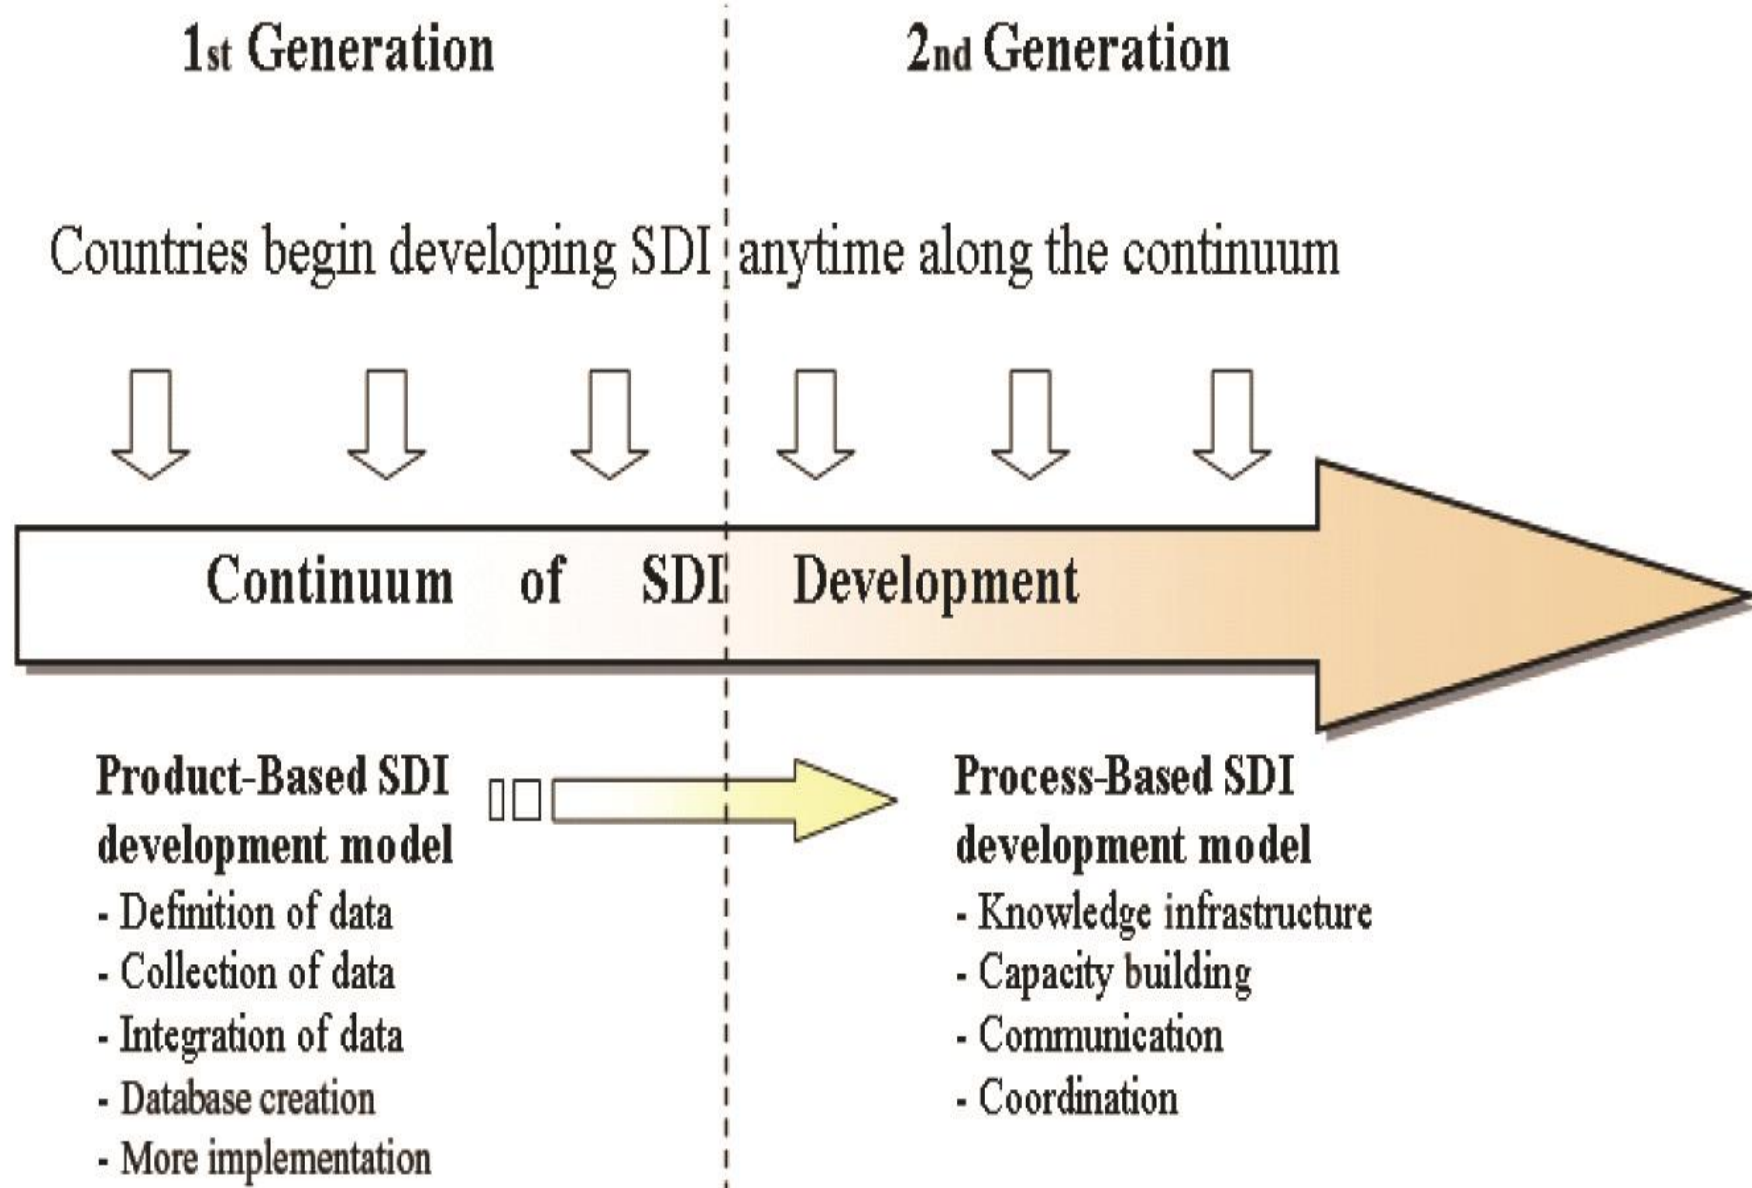 1st Generation
2nd Generation
Countries begin developing SDI anytime along the continuum
Continuum of SDI Development
Product-Based SDI
development model
- Definition of data
- Collection of data
- Integration of data
- Database creation
- More implementation
Process-Based SDI
development model
- Knowledge infrastructure
- Capacity building
- Communication
- Coordination